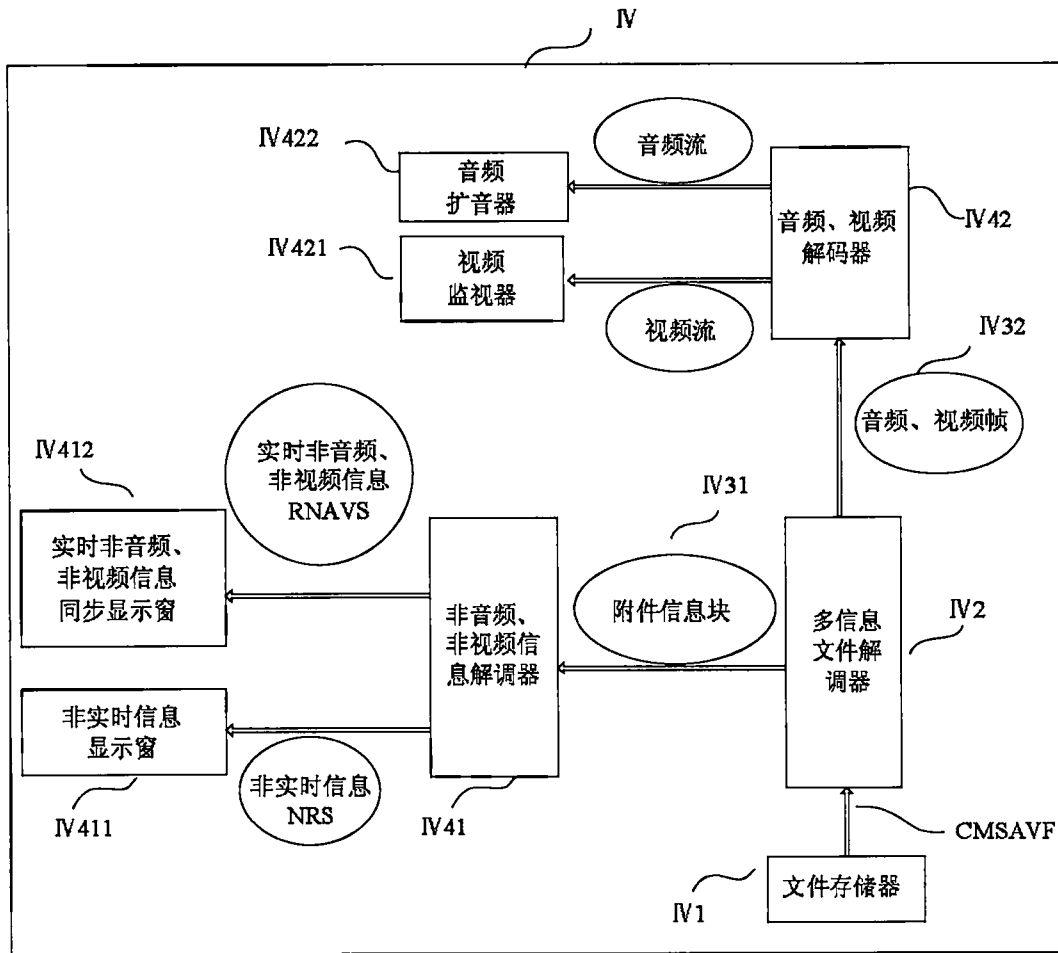 Ⅳ
Ⅳ422
音频
扩音器
音频流
音频、视频
解码器
Ⅳ42
Ⅳ421
视频
监视器
视频流
Ⅳ32
音频、视频帧
Ⅳ412
实时非音频、
非视频信息
RNAVS
实时非音频、
非视频信息
同步显示窗
Ⅳ31
附件信息块
非音频、
非视频信
息解调器
多信息
文件解
调器
Ⅳ2
非实时信息
显示窗
非实时信息
NRS
Ⅳ411
Ⅳ41
CMSAVF
文件存储器
Ⅳ1